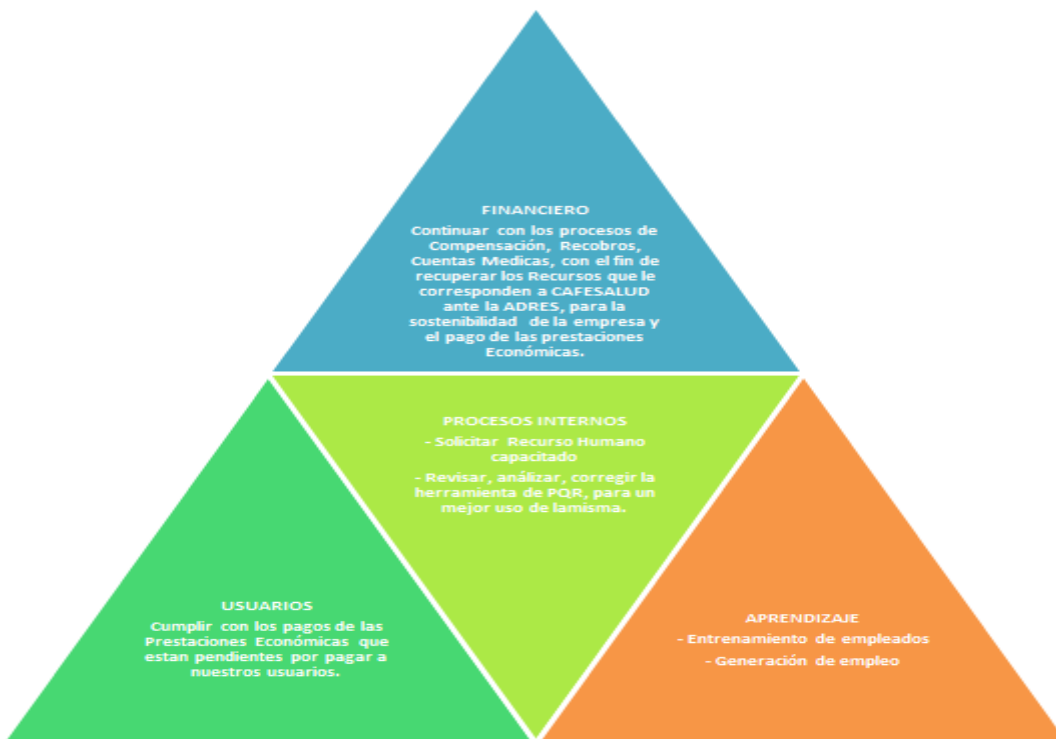 FINANCIERO
Continuar con los procesos de
Compensación, Recobros,
Cuentas Medicas, con el fin de
recuperar los Recursos que le
corresponden a CAFESALUD
ante la ADRES, para la
sostenibilidad de la empresa y
el pago de las prestaciones
Económicas.
PROCESOS INTERNOS
- Solicitar Recurso Humano
capacitado
- Revisar, análizar, corregir la
herramienta de PQR, para un
mejor uso de lamisma.
USUARIOS
Cumplir con los pagos de las
Prestaciones Económicas que
estan pendientes por pagar a
nuestros usuarios.
APRENDIZAJE
- Entrenamiento de empleados
- Generación de empleo